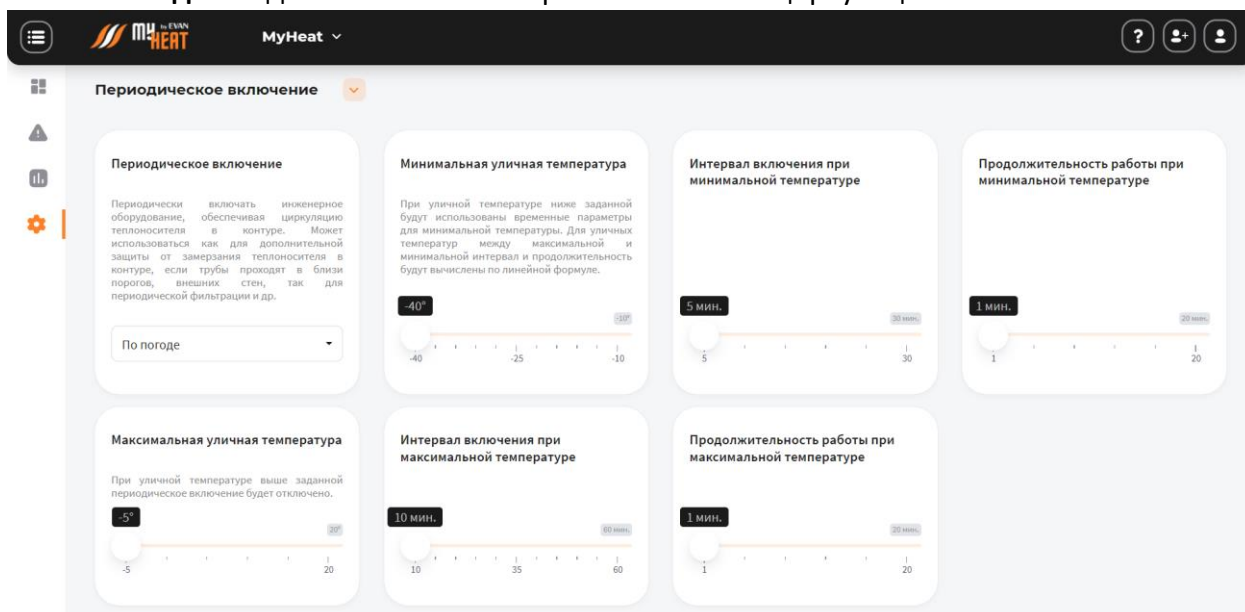 MY by EVAN
HEAT
MyHeat
?
Периодическое включение
Периодическое включение
Периодически включать инженерное
оборудование, обеспечивая циркуляцию
теплоносителя в контуре. Может
использоваться как для дополнительной
защиты от замерзания теплоносителя в
контуре, если трубы проходят в близи
порогов, внешних стен, так для
периодической фильтрации и др.
По погоде
Минимальная уличная температура
При уличной температуре ниже заданной
будут использованы временные параметры
для минимальной температуры. Для уличных
температур между максимальной и
минимальной интервал и продолжительность
будут вычислены по линейной формуле.
-40°
-10°
-40 -25 -10
Интервал включения при
минимальной температуре
5 мин.
30 мин.
5 30
Продолжительность работы при
минимальной температуре
1 мин.
20 мин.
1 20
Максимальная уличная температура
При уличной температуре выше заданной
периодическое включение будет отключено.
-5°
20°
-5 20
Интервал включения при
максимальной температуре
10 мин.
60 мин.
10 35 60
Продолжительность работы при
максимальной температуре
1 мин.
20 мин.
1 20